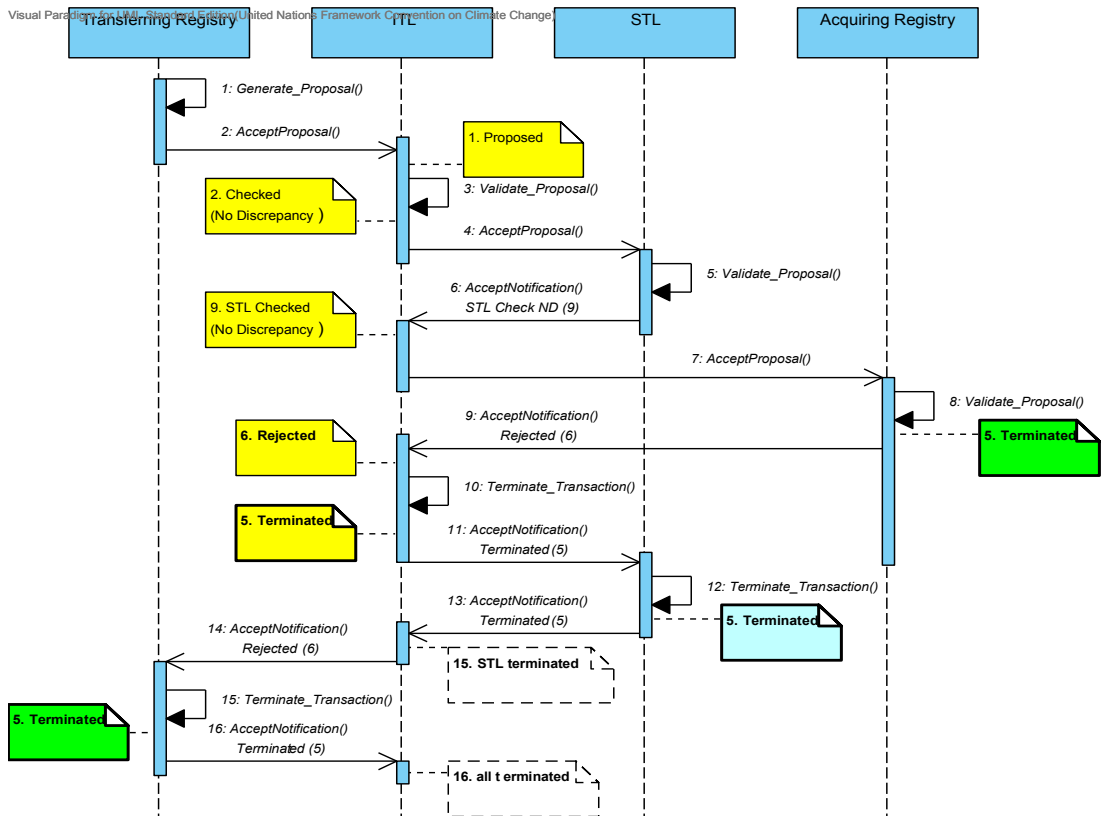 Visual Paradigm for UML Standard Edition(United Nations Framework Convention on Climate Change)
Transferring Registry
ITL
STL
Acquiring Registry
1: Generate_Proposal()
2: AcceptProposal()
1. Proposed
3: Validate_Proposal()
2. Checked
(No Discrepancy )
4: AcceptProposal()
5: Validate_Proposal()
6: AcceptNotification()
STL Check ND (9)
9. STL Checked
(No Discrepancy )
7: AcceptProposal()
8: Validate_Proposal()
9: AcceptNotification()
Rejected (6)
6. Rejected
5. Terminated
10: Terminate_Transaction()
5. Terminated
11: AcceptNotification()
Terminated (5)
12: Terminate_Transaction()
13: AcceptNotification()
Terminated (5)
5. Terminated
14: AcceptNotification()
Rejected (6)
15. STL terminated
15: Terminate_Transaction()
5. Terminated
16: AcceptNotification()
Terminated (5)
16. all t erminated